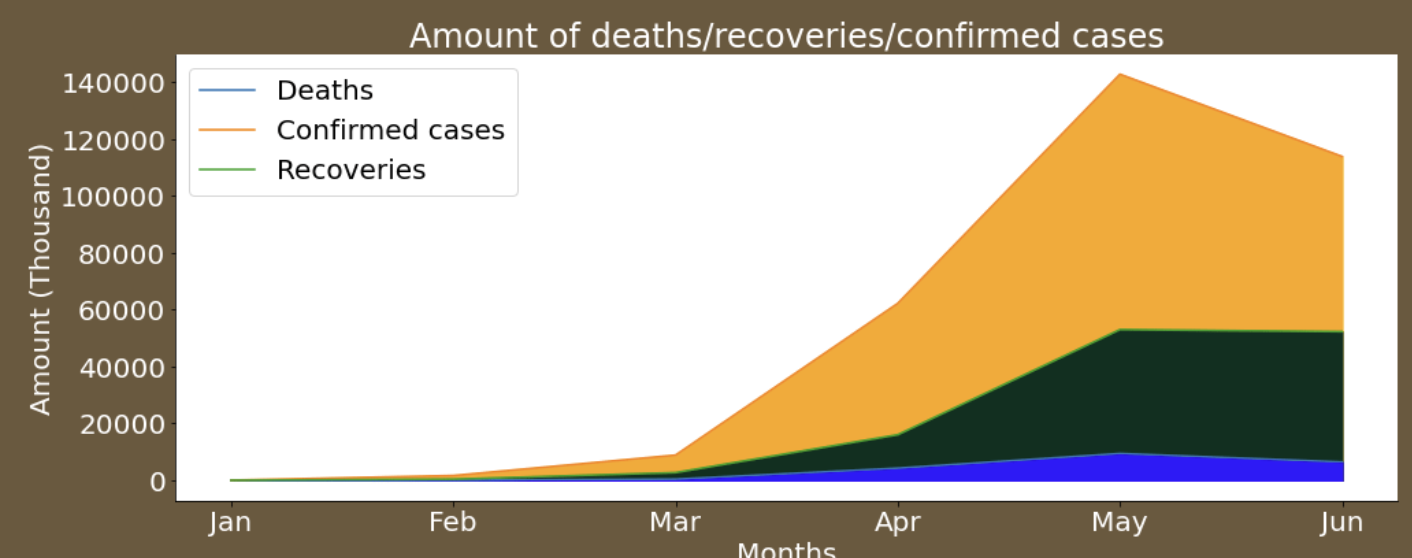 Amount of deaths/recoveries/confirmed cases
Amount (Thousand)
140000
120000
100000
80000
60000
40000
20000
0
Deaths
Confirmed cases
Recoveries
Jan Feb Mar Apr May Jun
Months